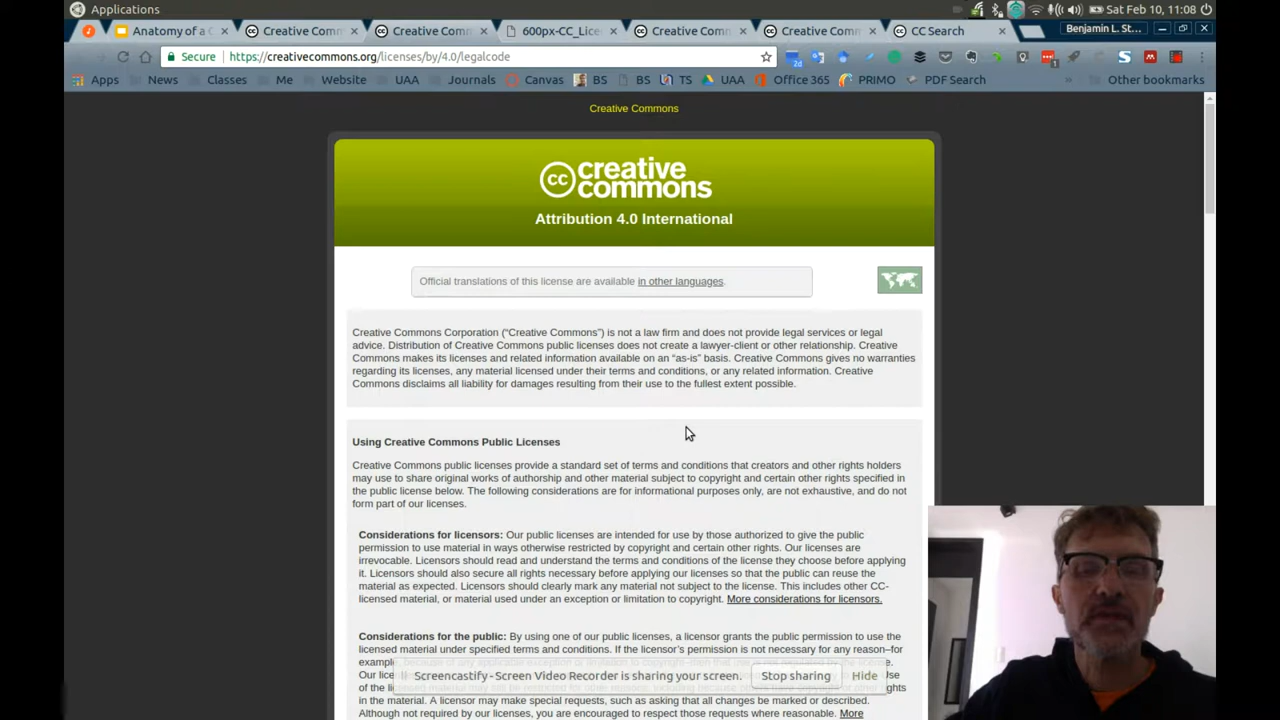 Applications
Sat Feb 10, 11:08
Anatomy of a C
Creative Comm
Creative Comm
600px-CC_Lice
Creative Comm
Creative Comm
CC Search
Benjamin L. St...
Secure
https://creativecommons.org/licenses/by/4.0/legalcode
Apps
News
Classes
Me
Website
UAA
Journals
Canvas
BS
BS
TS
UAA
Office 365
PRIMO
PDF Search
»
Other bookmarks
Creative Commons
cc creative
commons
Attribution 4.0 International
Official translations of this license are available in other languages.
Creative Commons Corporation (“Creative Commons”) is not a law firm and does not provide legal services or legal
advice. Distribution of Creative Commons public licenses does not create a lawyer-client or other relationship. Creative
Commons makes its licenses and related information available on an “as-is” basis. Creative Commons gives no warranties
regarding its licenses, any material licensed under their terms and conditions, or any related information. Creative
Commons disclaims all liability for damages resulting from their use to the fullest extent possible.
Using Creative Commons Public Licenses
Creative Commons public licenses provide a standard set of terms and conditions that creators and other rights holders
may use to share original works of authorship and other material subject to copyright and certain other rights specified in
the public license below. The following considerations are for informational purposes only, are not exhaustive, and do not
form part of our licenses.
Considerations for licensors: Our public licenses are intended for use by those authorized to give the public
permission to use material in ways otherwise restricted by copyright and certain other rights. Our licenses are
irrevocable. Licensors should read and understand the terms and conditions of the license they choose before applying
it. Licensors should also secure all rights necessary before applying our licenses so that the public can reuse the
material as expected. Licensors should clearly mark any material not subject to the license. This includes other CC-
licensed material, or material used under an exception or limitation to copyright. More considerations for licensors.
Considerations for the public: By using one of our public licenses, a licensor grants the public permission to use the
licensed material under specified terms and conditions. If the licensor’s permission is not necessary for any reason–for
example
Our lice
Use
Screencastify - Screen Video Recorder is sharing your screen.
Stop sharing
Hide
of the
ights
in the material. A licensor may make special requests, such as asking that all changes be marked or described.
Although not required by our licenses, you are encouraged to respect those requests where reasonable. More